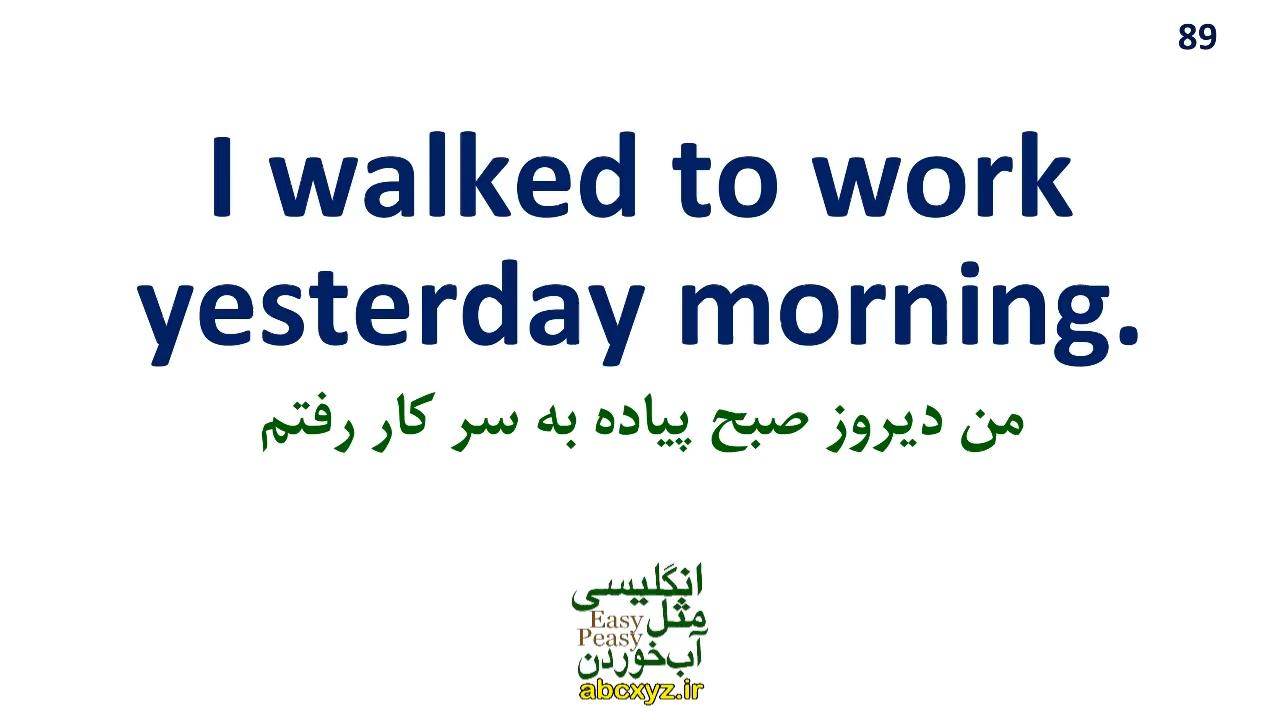 89
I walked to work
yesterday morning.
من دیروز صبح پیاده به سر کار رفتم
انگلیسی
مثل
Easy
Peasy
آب‌خوردن
abcxyz.ir